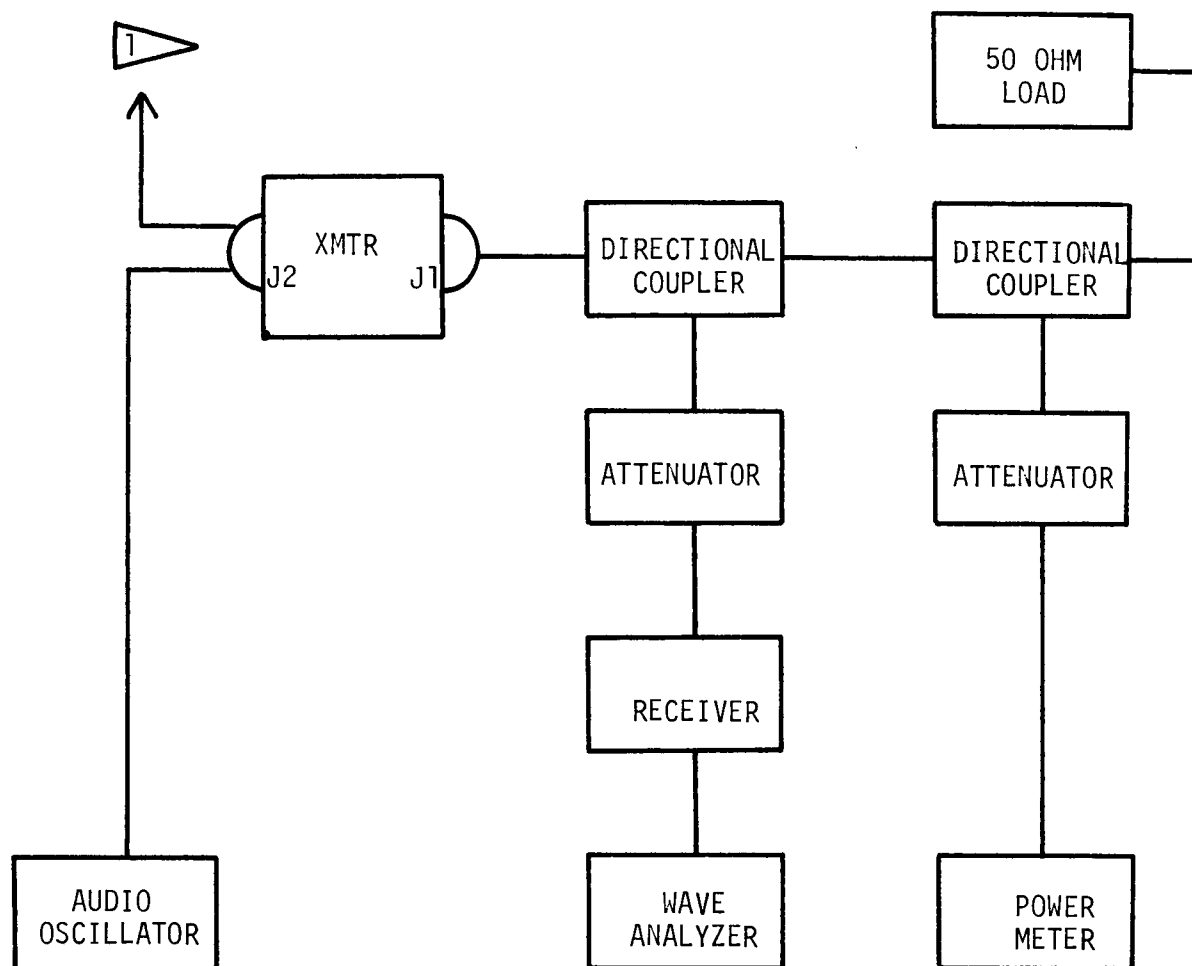 1
50 OHM
LOAD
XMTR
J2
J1
DIRECTIONAL
COUPLER
DIRECTIONAL
COUPLER
ATTENUATOR
ATTENUATOR
RECEIVER
AUDIO
OSCILLATOR
WAVE
ANALYZER
POWER
METER